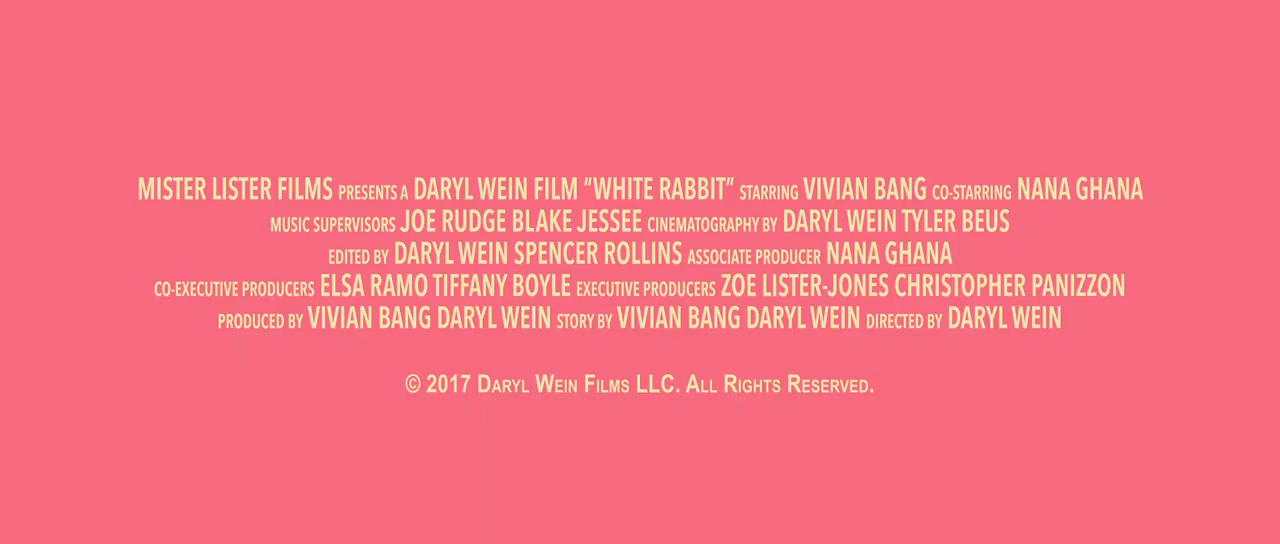 MISTER LISTER FILMS PRESENTS A DARYL WEIN FILM “WHITE RABBIT” STARRING VIVIAN BANG CO-STARRING NANA GHANA
MUSIC SUPERVISORS JOE RUDGE BLAKE JESSEE CINEMATOGRAPHY BY DARYL WEIN TYLER BEUS
EDITED BY DARYL WEIN SPENCER ROLLINS ASSOCIATE PRODUCER NANA GHANA
CO-EXECUTIVE PRODUCERS ELSA RAMO TIFFANY BOYLE EXECUTIVE PRODUCERS ZOE LISTER-JONES CHRISTOPHER PANIZZON
PRODUCED BY VIVIAN BANG DARYL WEIN STORY BY VIVIAN BANG DARYL WEIN DIRECTED BY DARYL WEIN
© 2017 DARYL WEIN FILMS LLC. ALL RIGHTS RESERVED.